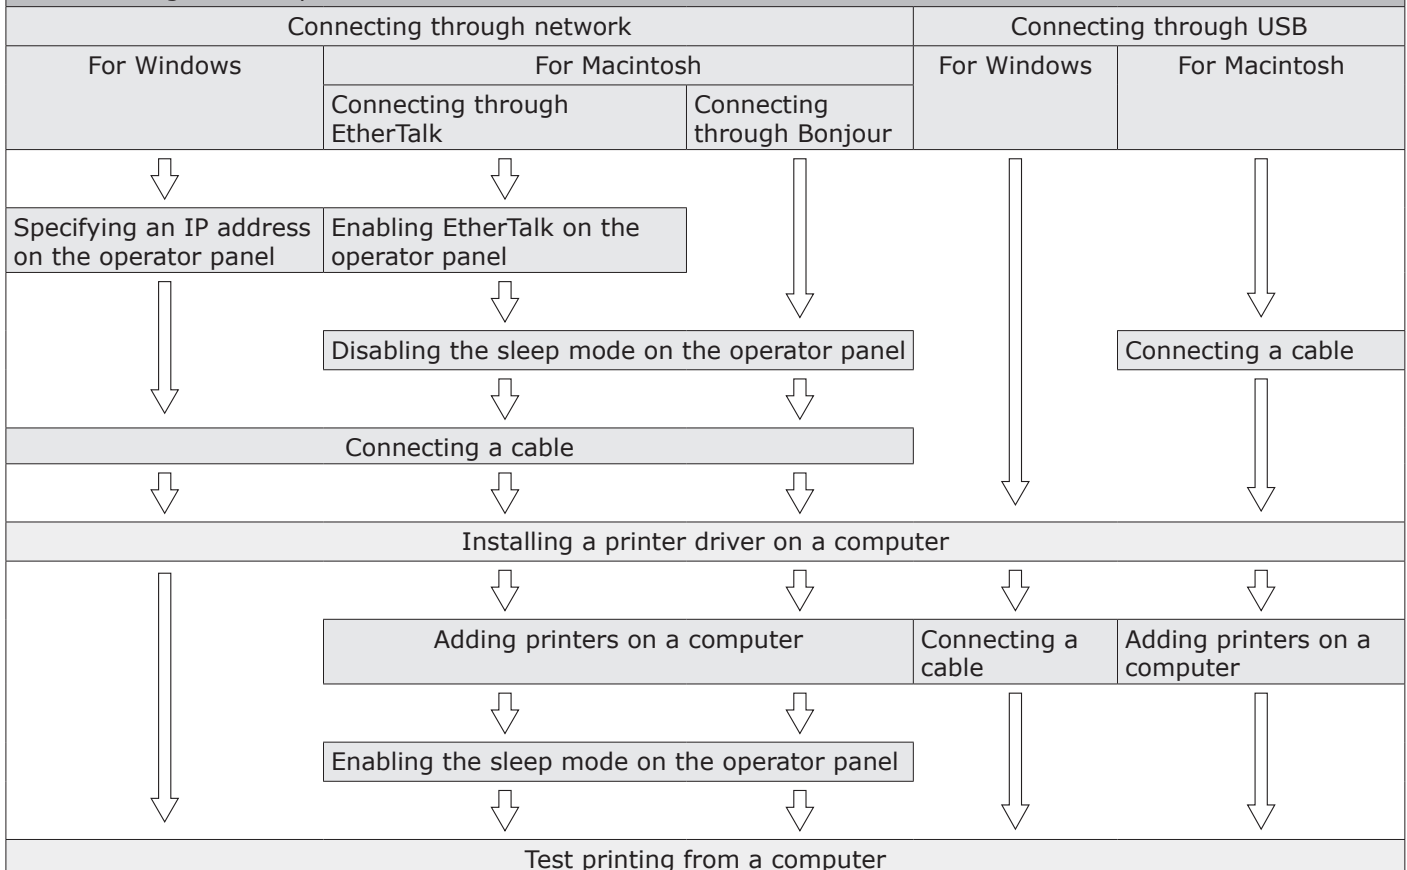 Connecting through network
Connecting through USB
For Windows
For Macintosh
For Windows
For Macintosh
Connecting through
EtherTalk
Connecting
through Bonjour
Specifying an IP address
on the operator panel
Enabling EtherTalk on the
operator panel
Disabling the sleep mode on the operator panel
Connecting a cable
Connecting a cable
Installing a printer driver on a computer
Adding printers on a computer
Connecting a
cable
Adding printers on a
computer
Enabling the sleep mode on the operator panel
Test printing from a computer